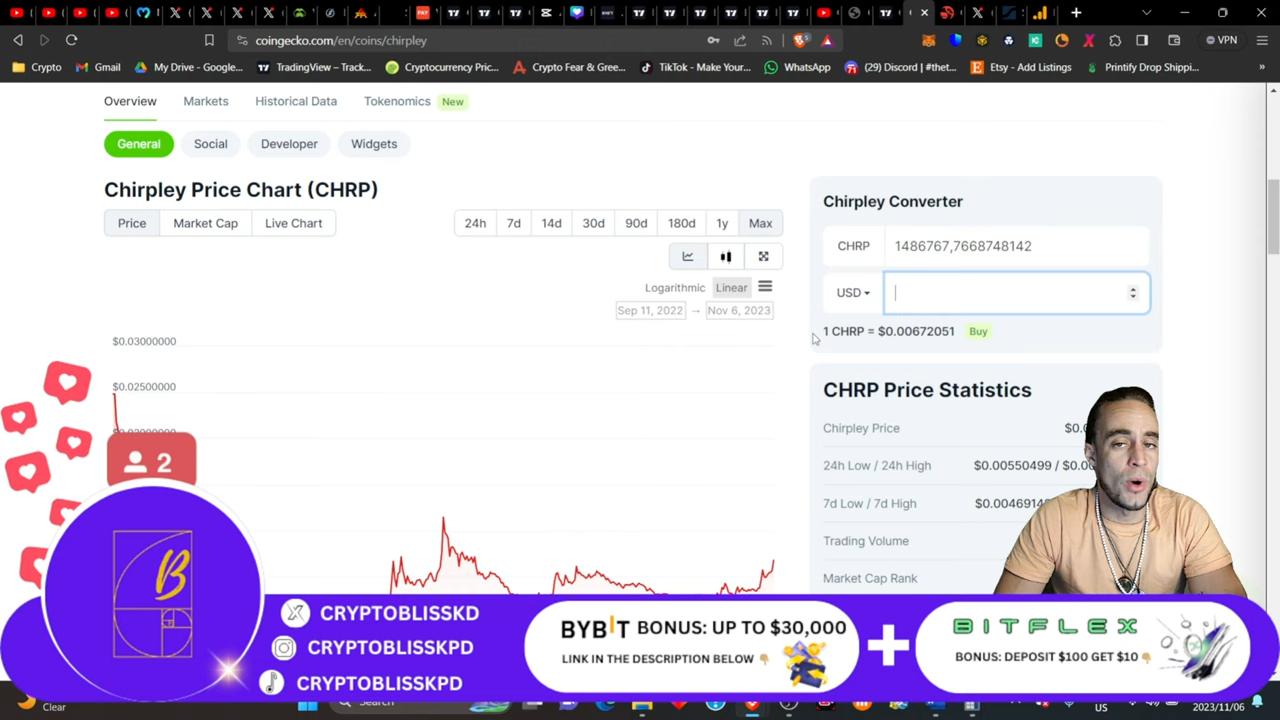 coingecko.com/en/coins/chirpley
VPN
Crypto
Gmail
My Drive - Google...
TradingView – Track...
Cryptocurrency Pric...
Crypto Fear & Gree...
TikTok - Make Your...
WhatsApp
(29) Discord | #thet...
Etsy - Add Listings
Printify Drop Shippi...
Overview Markets Historical Data Tokenomics New
General Social Developer Widgets
Chirpley Price Chart (CHRP)
Price Market Cap Live Chart
24h 7d 14d 30d 90d 180d 1y Max
Logarithmic Linear
Sep 11, 2022 → Nov 6, 2023
$0.03000000
$0.02500000
Chirpley Converter
CHRP 1486767,7668748142
USD
1 CHRP = $0.00672051 Buy
CHRP Price Statistics
Chirpley Price
24h Low / 24h High $0.00550499 /
7d Low / 7d High
Trading Volume
Market Cap Rank
2
B
CRYPTOBLISSKD
CRYPTOBLISSKPD
CRYPTOBLISSKPD
BYBIT BONUS: UP TO $30,000
LINK IN THE DESCRIPTION BELOW
+
BITFLEX
BONUS: DEPOSIT $100 GET $10
Clear
Search
US
2023/11/06